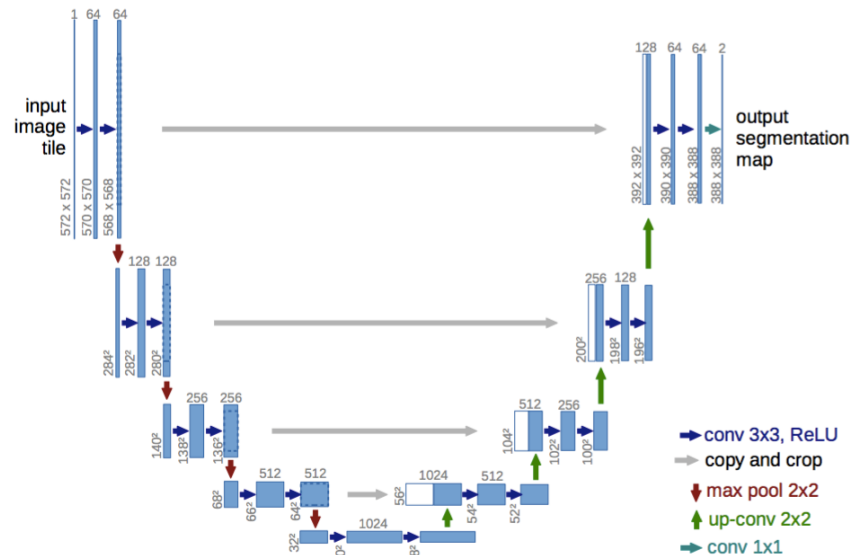 1 64 64
128 64 64 2
input
image
tile
output
segmentation
map
572 x 572
570 x 570
568 x 568
392 x 392
390 x 390
388 x 388
388 x 388
128 128
256 128
284²
282²
280²
200²
198²
196²
256 256
512 256
140²
138²
136²
104²
102²
100²
512 512
1024 512
68²
66²
64²
56²
54²
52²
1024
32²
conv 3x3, ReLU
copy and crop
max pool 2x2
up-conv 2x2
conv 1x1